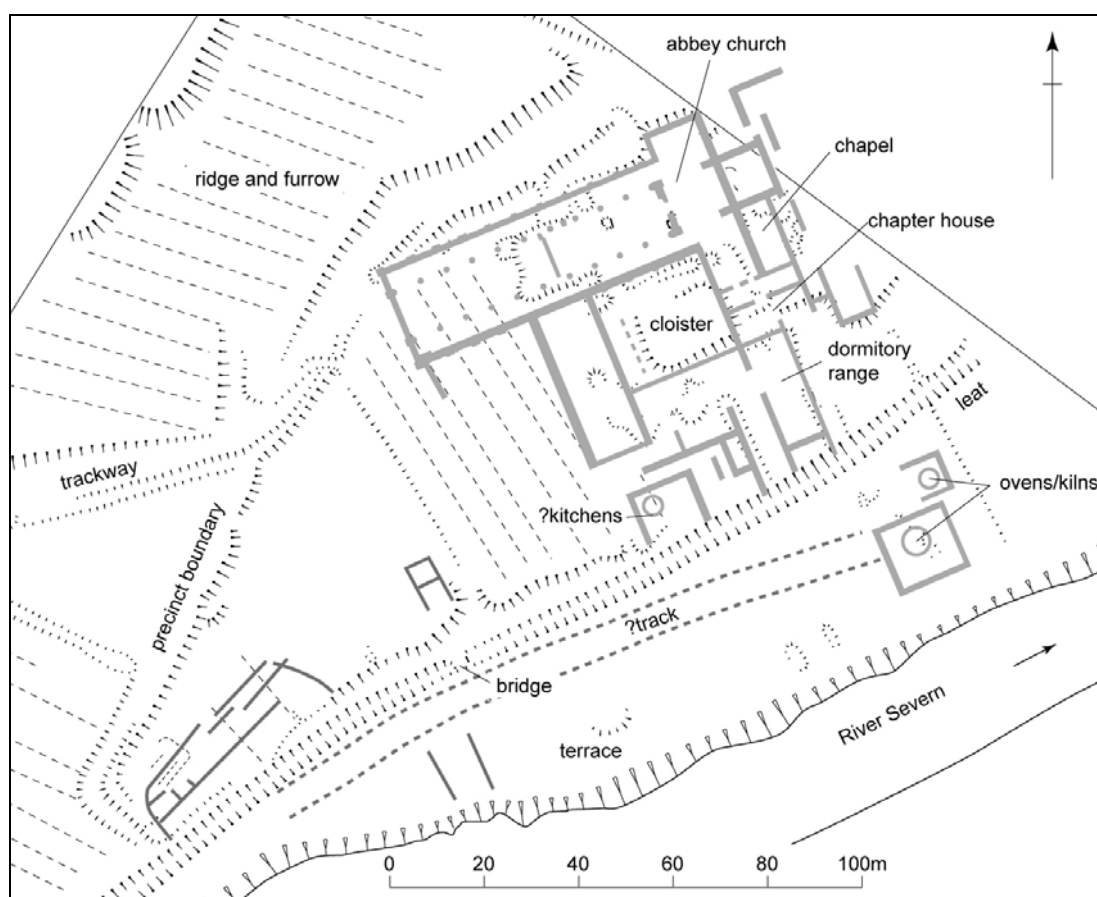 abbey church
chapel
ridge and furrow
chapter house
cloister
dormitory
range
leat
trackway
ovens/kilns
?kitchens
precinct boundary
?track
bridge
River Severn
terrace
0 20 40 60 80 100m